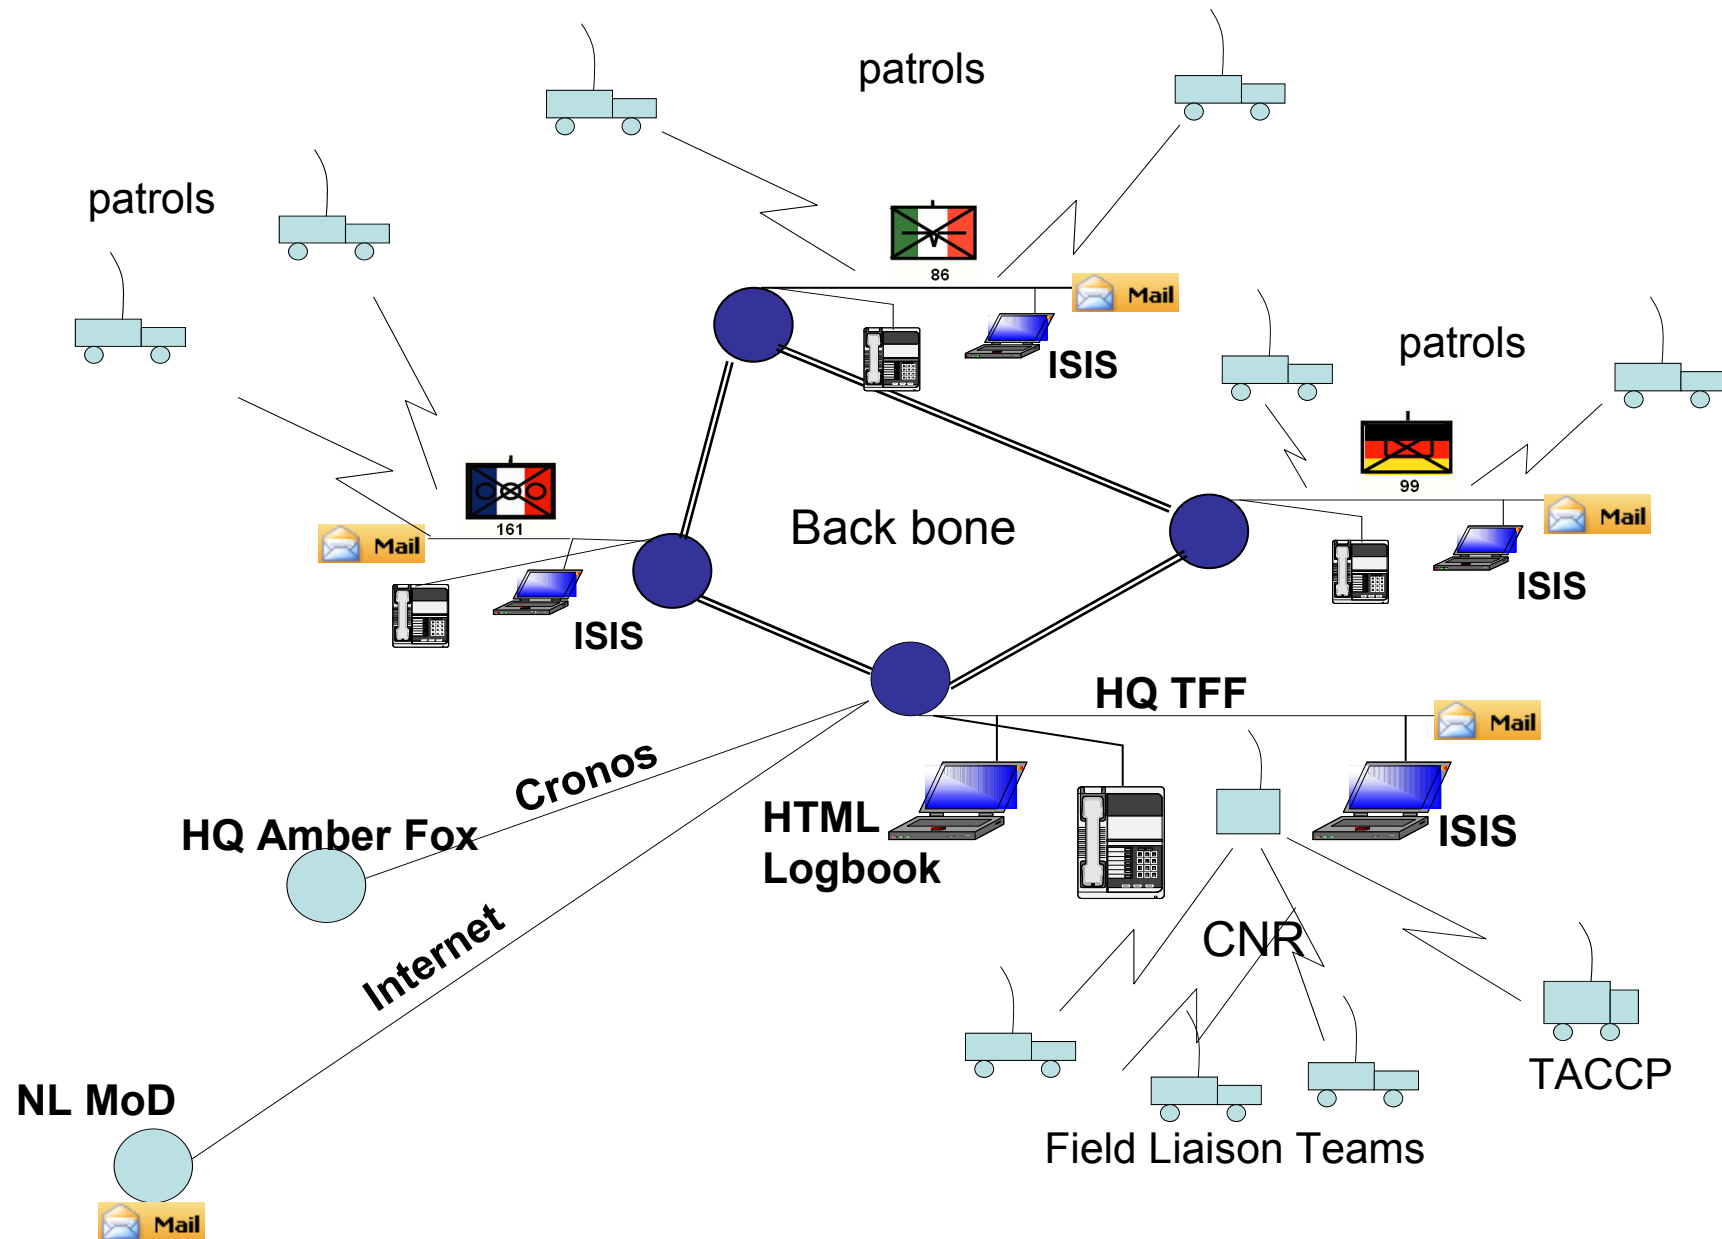 patrols
patrols
86
Mail
ISIS
patrols
99
Mail
ISIS
161
Mail
ISIS
Back bone
HQ TFF
Mail
Cronos
HQ Amber Fox
HTML
Logbook
ISIS
Internet
CNR
TACCP
NL MoD
Field Liaison Teams
Mail